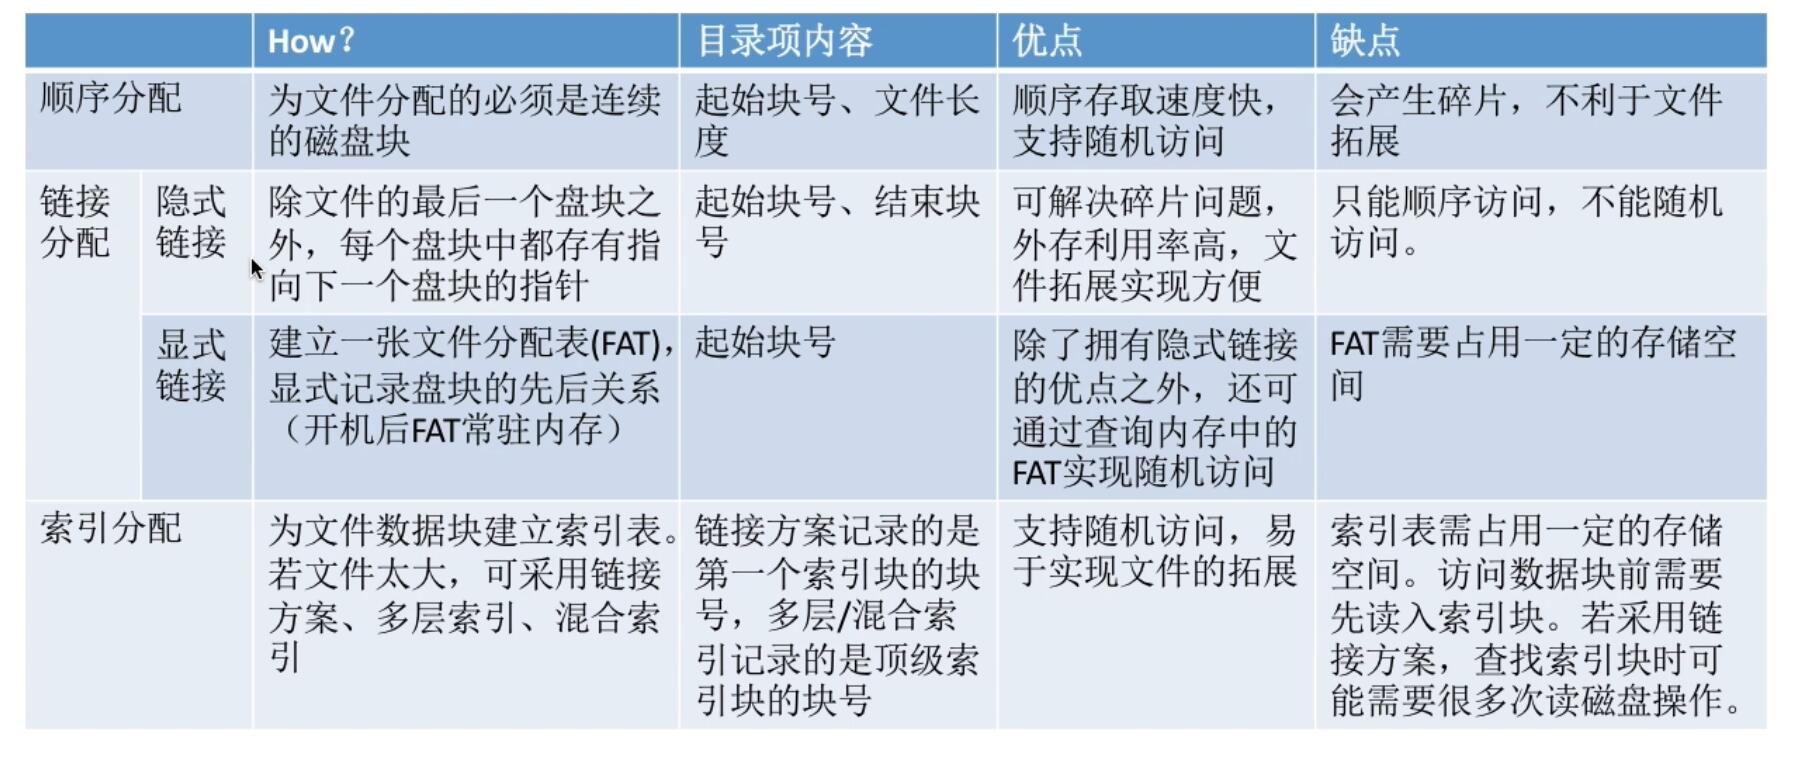 How?
目录项内容
优点
缺点
顺序分配
为文件分配的必须是连续
的磁盘块
起始块号、文件长
度
顺序存取速度快，
支持随机访问
会产生碎片，不利于文件
拓展
链接
分配
隐式
链接
除文件的最后一个盘块之
外，每个盘块中都存有指
向下一个盘块的指针
起始块号、结束块
号
可解决碎片问题，
外存利用率高，文
件拓展实现方便
只能顺序访问，不能随机
访问。
显式
链接
建立一张文件分配表(FAT)，
显式记录盘块的先后关系
（开机后FAT常驻内存）
起始块号
除了拥有隐式链接
的优点之外，还可
通过查询内存中的
FAT实现随机访问
FAT需要占用一定的存储空
间
索引分配
为文件数据块建立索引表。
若文件太大，可采用链接
方案、多层索引、混合索
引
链接方案记录的是
第一个索引块的块
号，多层/混合索
引记录的是顶级索
引块的块号
支持随机访问，易
于实现文件的拓展
索引表需占用一定的存储
空间。访问数据块前需要
先读入索引块。若采用链
接方案，查找索引块时可
能需要很多次读磁盘操作。